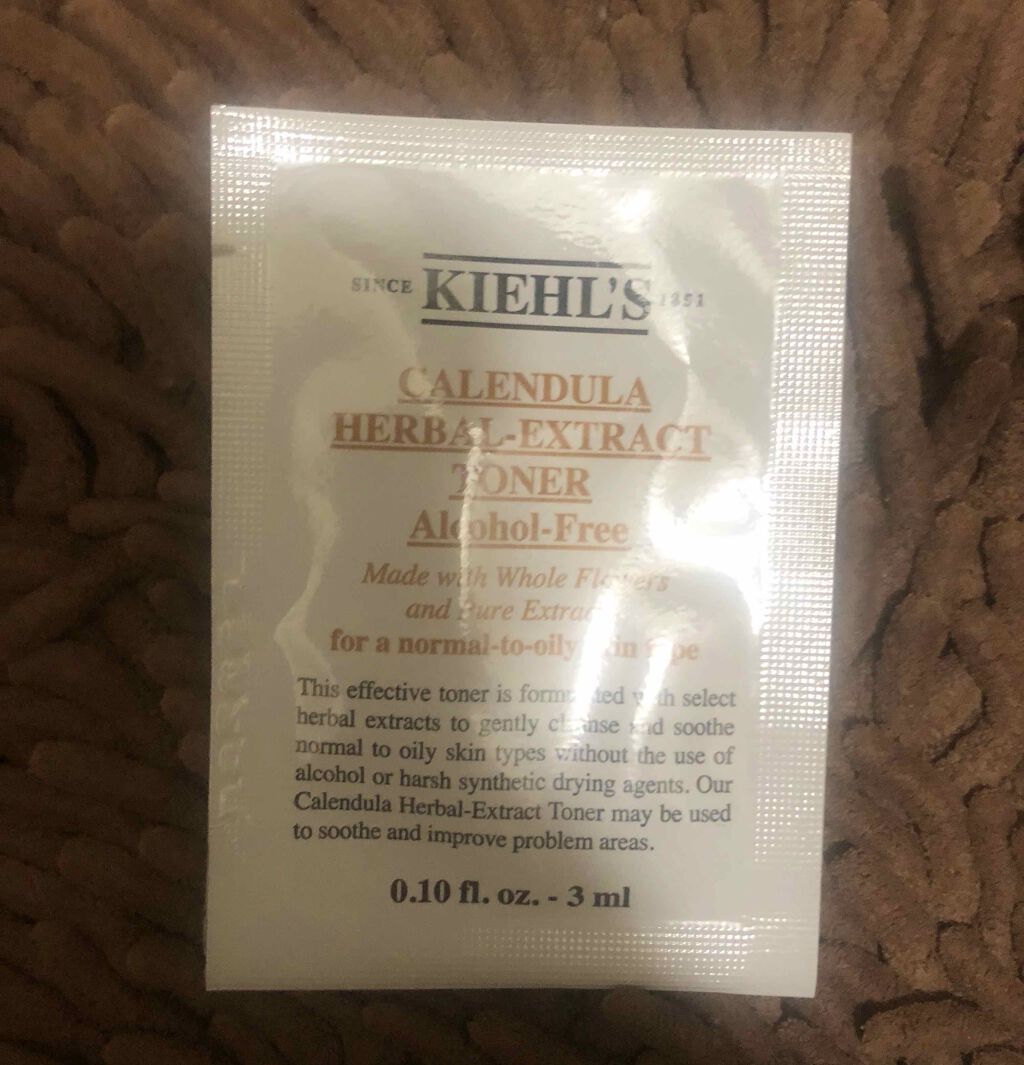 SINCE KIEHL'S 1851
CALENDULA
HERBAL-EXTRACT
TONER
Alcohol-Free
Made with Whole Flowers
and Pure Extracts
for a normal-to-oily skin type
This effective toner is formulated with select
herbal extracts to gently cleanse and soothe
normal to oily skin types without the use of
alcohol or harsh synthetic drying agents. Our
Calendula Herbal-Extract Toner may be used
to soothe and improve problem areas.
0.10 fl. oz. - 3 ml